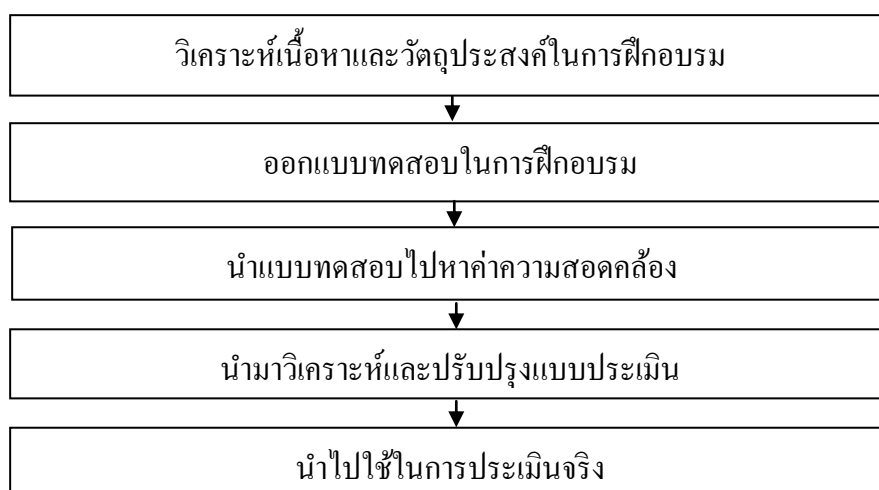 วิเคราะห์เนื้อหาและวัตถุประสงค์ในการฝึกอบรม
ออกแบบทดสอบในการฝึกอบรม
นำแบบทดสอบไปหาค่าความสอดคล้อง
นำมาวิเคราะห์และปรับปรุงแบบประเมิน
นำไปใช้ในการประเมินจริง